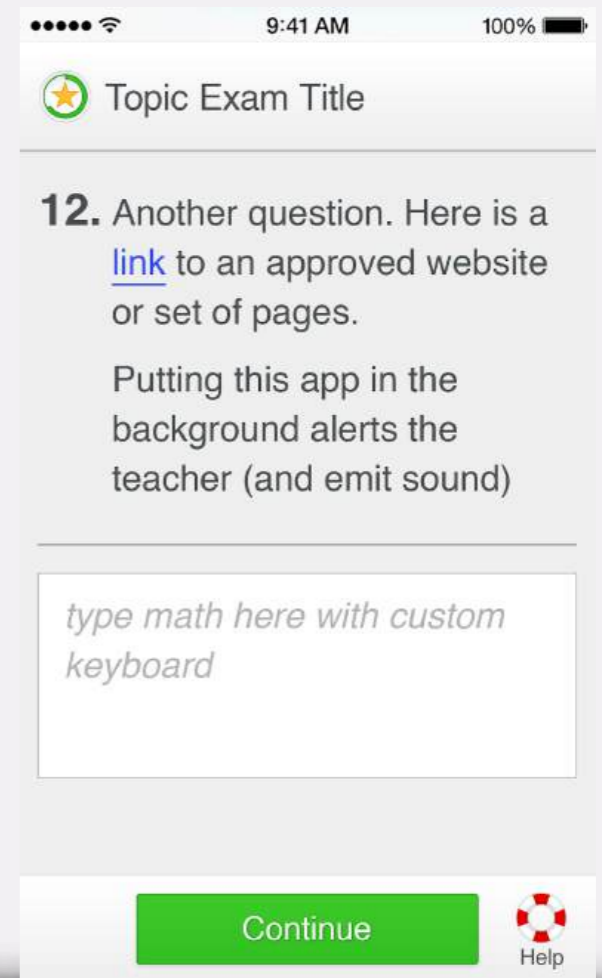 9:41 AM 100%
Topic Exam Title
12. Another question. Here is a
link to an approved website
or set of pages.
Putting this app in the
background alerts the
teacher (and emit sound)
type math here with custom
keyboard
Continue
Help